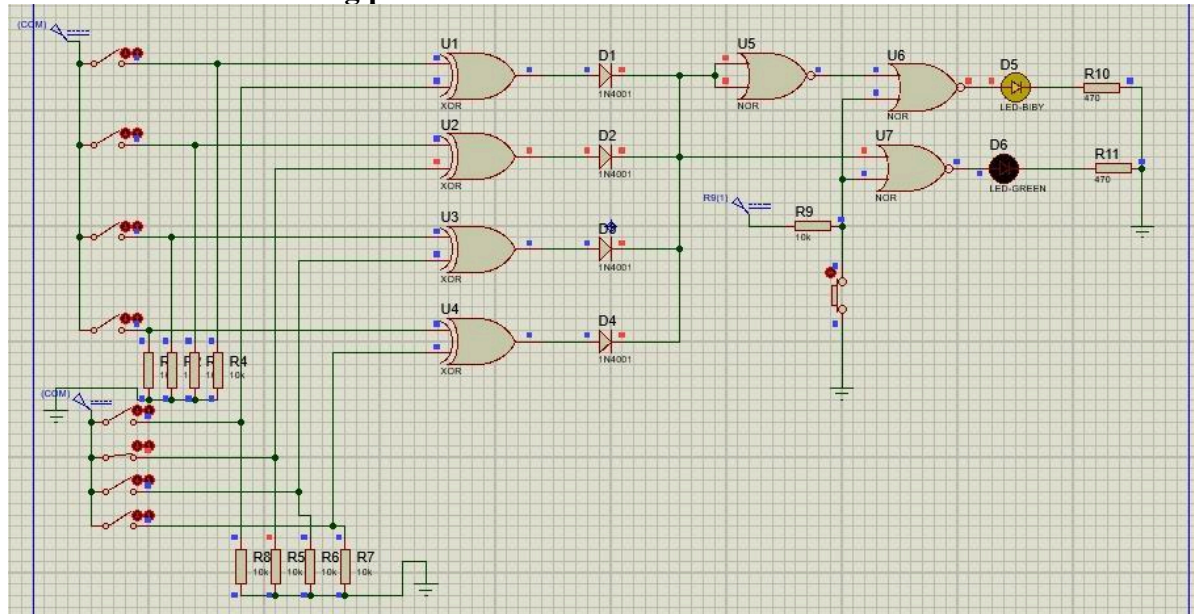 (COM)
U1
XOR
D1
1N4001
U5
NOR
U6
NOR
D5
LED-BIBY
R10
470
U2
XOR
D2
1N4001
U7
NOR
D6
LED-GREEN
R11
470
R9(1)
R9
10k
U3
XOR
1N4001
U4
XOR
D4
1N4001
R4
10k
(COM)
R8
10k
R5
10k
R6
10k
R7
10k